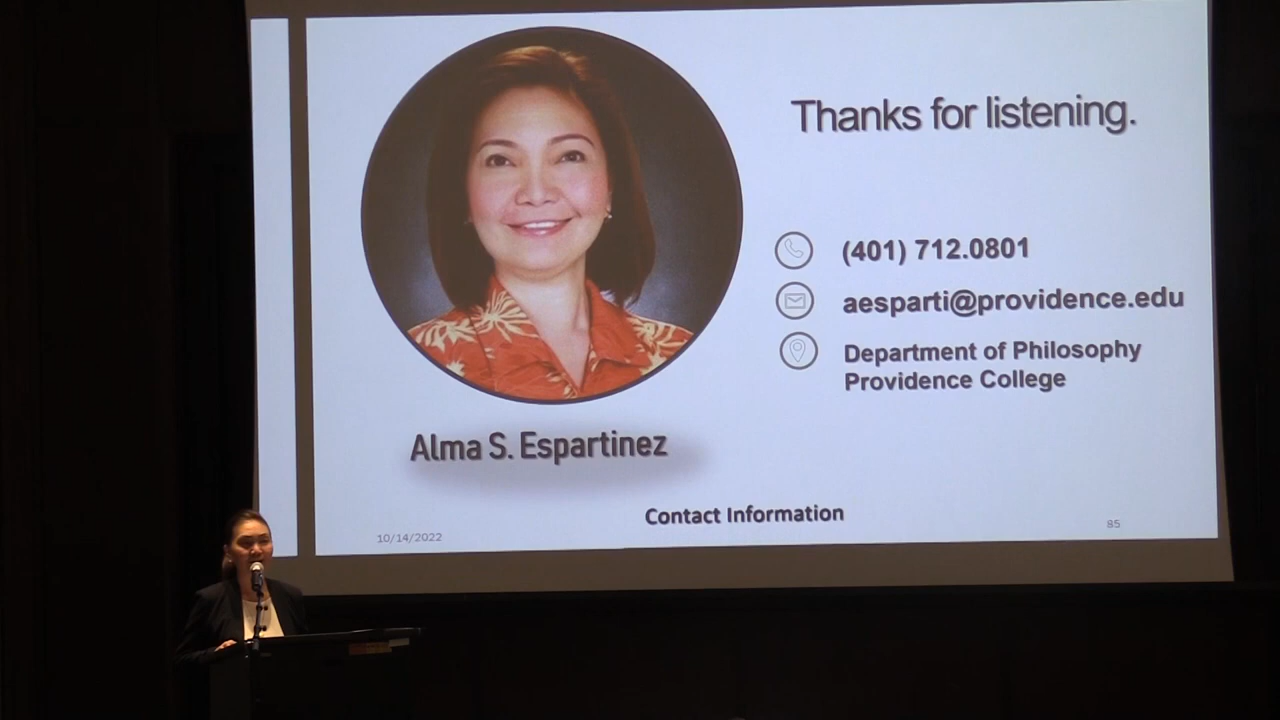 Thanks for listening.
(401) 712.0801
aesparti@providence.edu
Department of Philosophy
Providence College
Alma S. Espartinez
Contact Information
10/14/2022
85